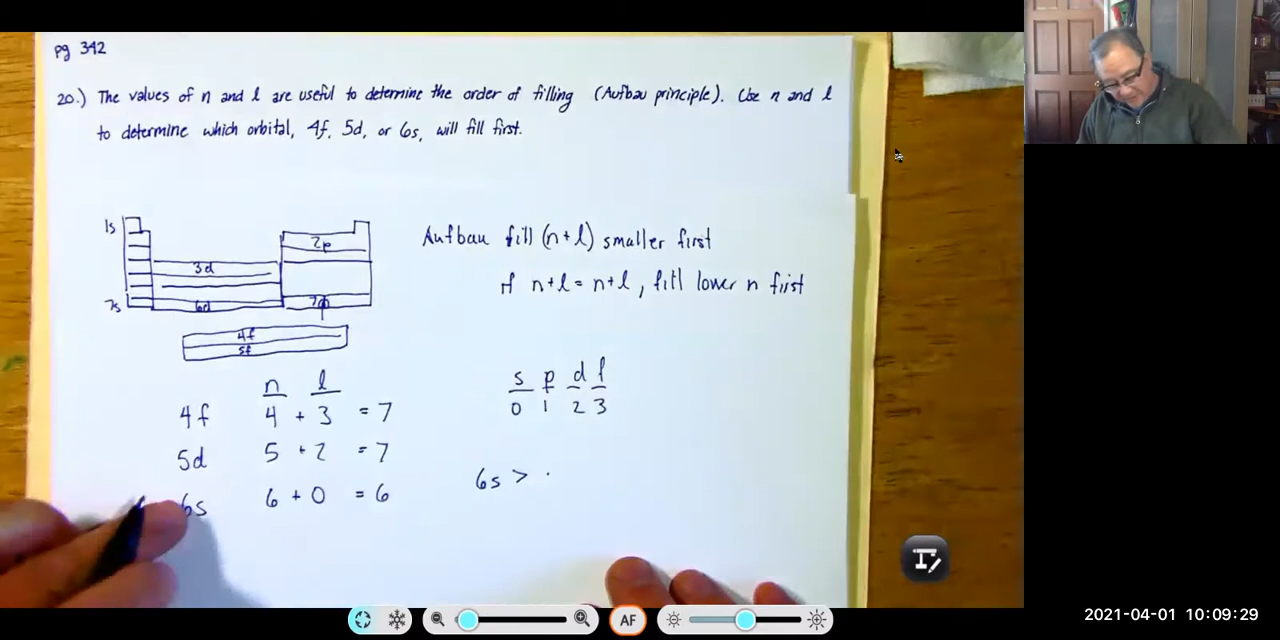 pg 342
20.) The values of n and l are useful to determine the order of filling (Aufbau principle). Use n and l
to determine which orbital, 4f, 5d, or 6s, will fill first.
1s
2p
3d
7s
6d
7p
4f
5f
Aufbau fill (n+l) smaller first
if n+l = n+l, fill lower n first
n l
4f 4 + 3 = 7
5d 5 + 2 = 7
6s 6 + 0 = 6
s p d f
0 1 2 3
6s >
AF
2021-04-01 10:09:29